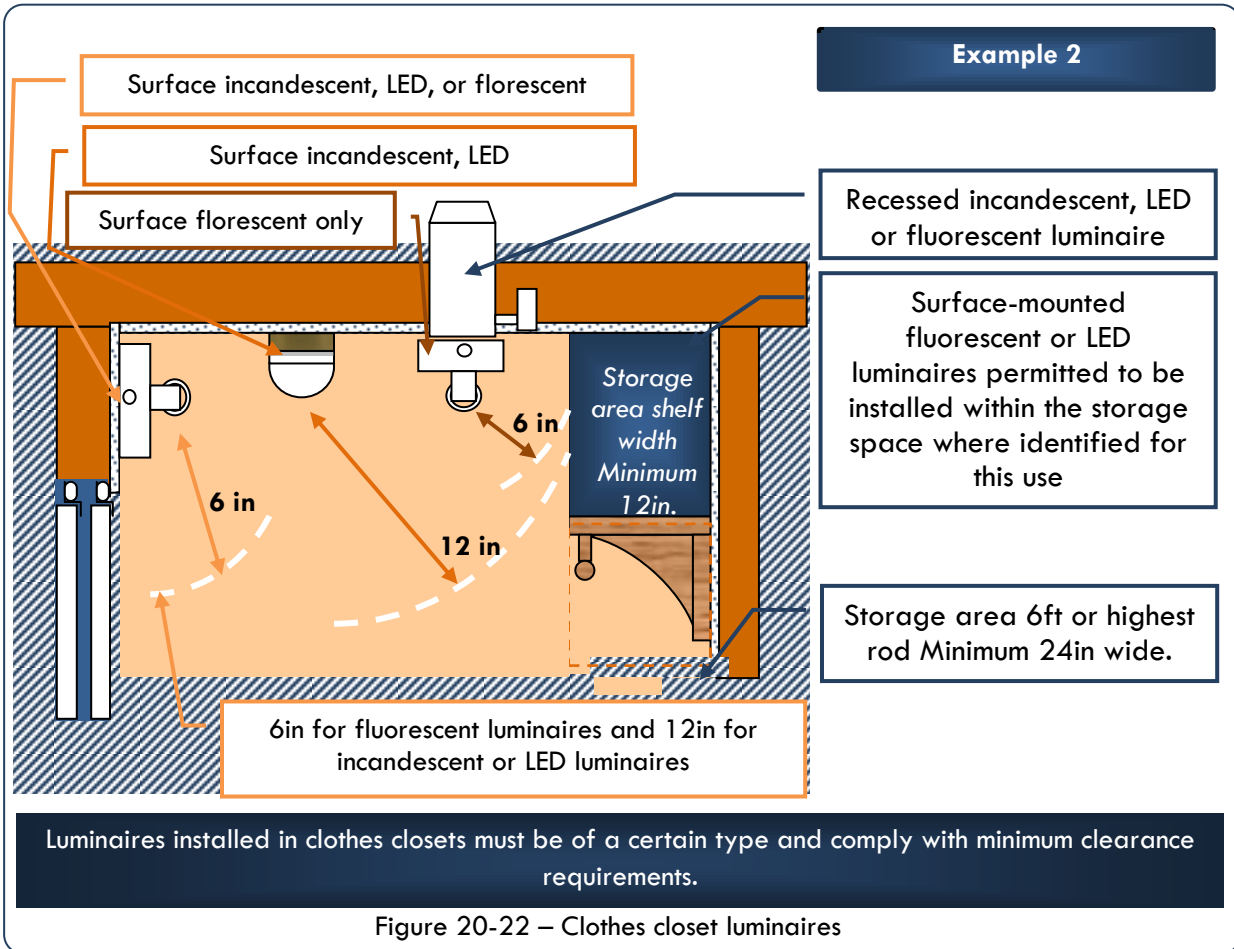 Example 2
Surface incandescent, LED, or florescent
Surface incandescent, LED
Surface florescent only
Recessed incandescent, LED
or fluorescent luminaire
Surface-mounted
fluorescent or LED
luminaires permitted to be
installed within the storage
space where identified for
this use
Storage
area shelf
width
Minimum
12in.
6 in
6 in
12 in
Storage area 6ft or highest
rod Minimum 24in wide.
6in for fluorescent luminaires and 12in for
incandescent or LED luminaires
Luminaires installed in clothes closets must be of a certain type and comply with minimum clearance
requirements.
Figure 20-22 – Clothes closet luminaires